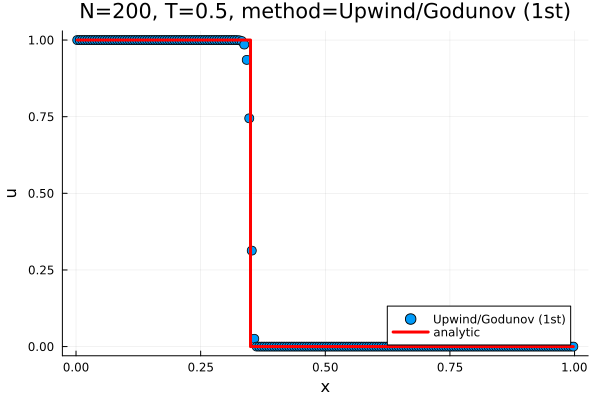 N=200, T=0.5, method=Upwind/Godunov (1st)
1.00
0.75
u
0.50
0.25
0.00
Upwind/Godunov (1st)
analytic
0.00 0.25 0.50 0.75 1.00
x